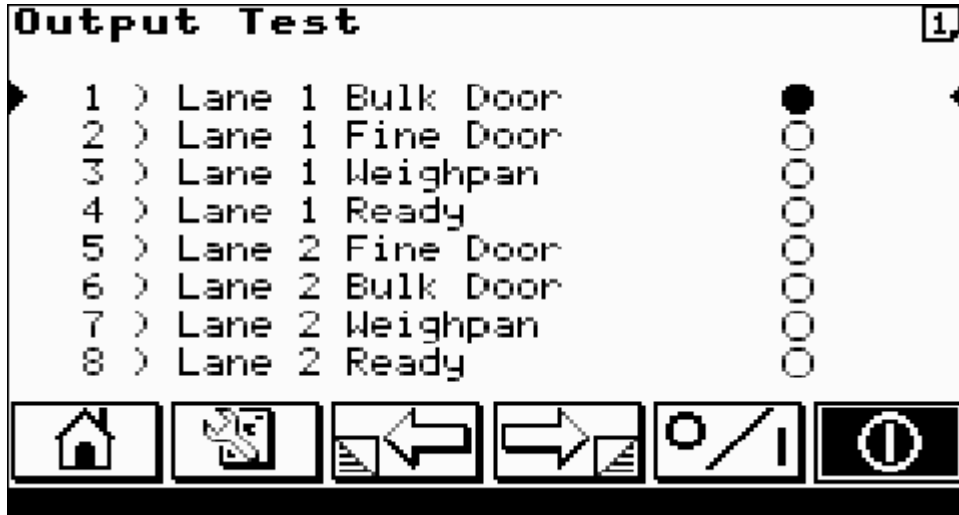 Output Test
1
1 > Lane 1 Bulk Door
2 > Lane 1 Fine Door
3 > Lane 1 Weighpan
4 > Lane 1 Ready
5 > Lane 2 Fine Door
6 > Lane 2 Bulk Door
7 > Lane 2 Weighpan
8 > Lane 2 Ready